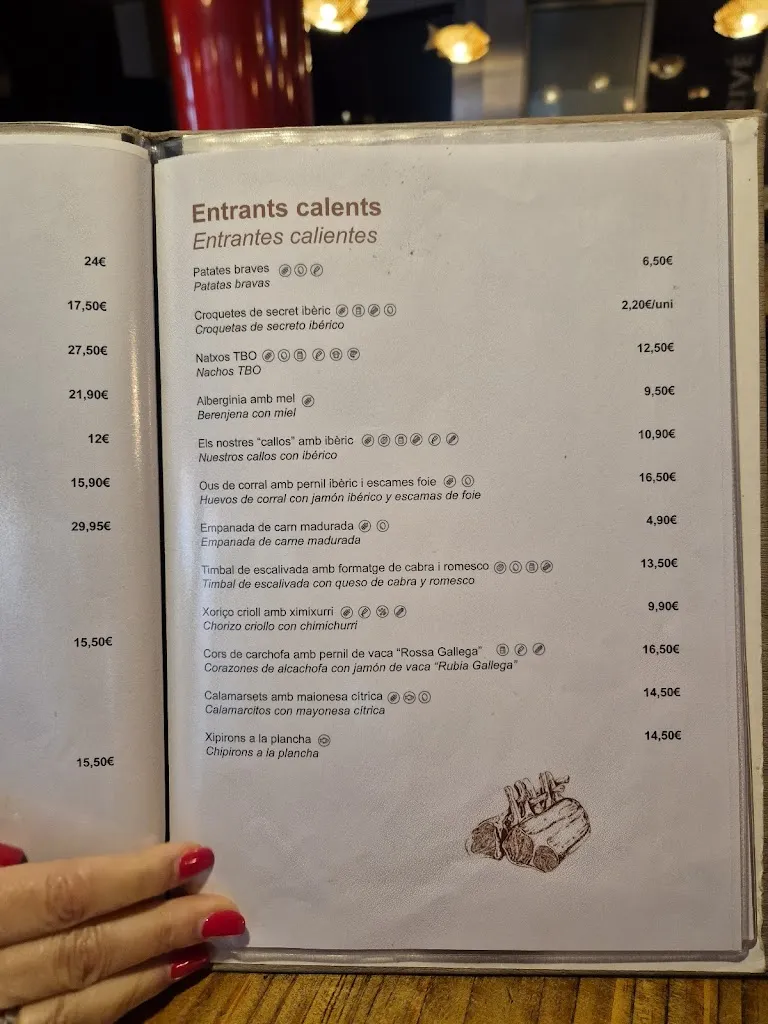 24€
17,50€
27,50€
21,90€
12€
15,90€
29,95€
15,50€
15,50€
Entrants calents
Entrantes calientes
Patates braves 6,50€
Patatas bravas
Croquetes de secret ibèric 2,20€/uni
Croquetas de secreto ibérico
Natxos TBO 12,50€
Nachos TBO
Alberginia amb mel 9,50€
Berenjena con miel
Els nostres “callos” amb ibèric 10,90€
Nuestros callos con ibérico
Ous de corral amb pernil ibèric i escames foie 16,50€
Huevos de corral con jamón ibérico y escamas de foie
Empanada de carn madurada 4,90€
Empanada de carne madurada
Timbal de escalivada amb formatge de cabra i romesco 13,50€
Timbal de escalivada con queso de cabra y romesco
Xoriço crioll amb ximixurri 9,90€
Chorizo criollo con chimichurri
Cors de carchofa amb pernil de vaca “Rossa Gallega” 16,50€
Corazones de alcachofa con jamón de vaca “Rubia Gallega”
Calamarsets amb maionesa cítrica 14,50€
Calamarcitos con mayonesa cítrica
Xipirons a la plancha 14,50€
Chipirons a la plancha